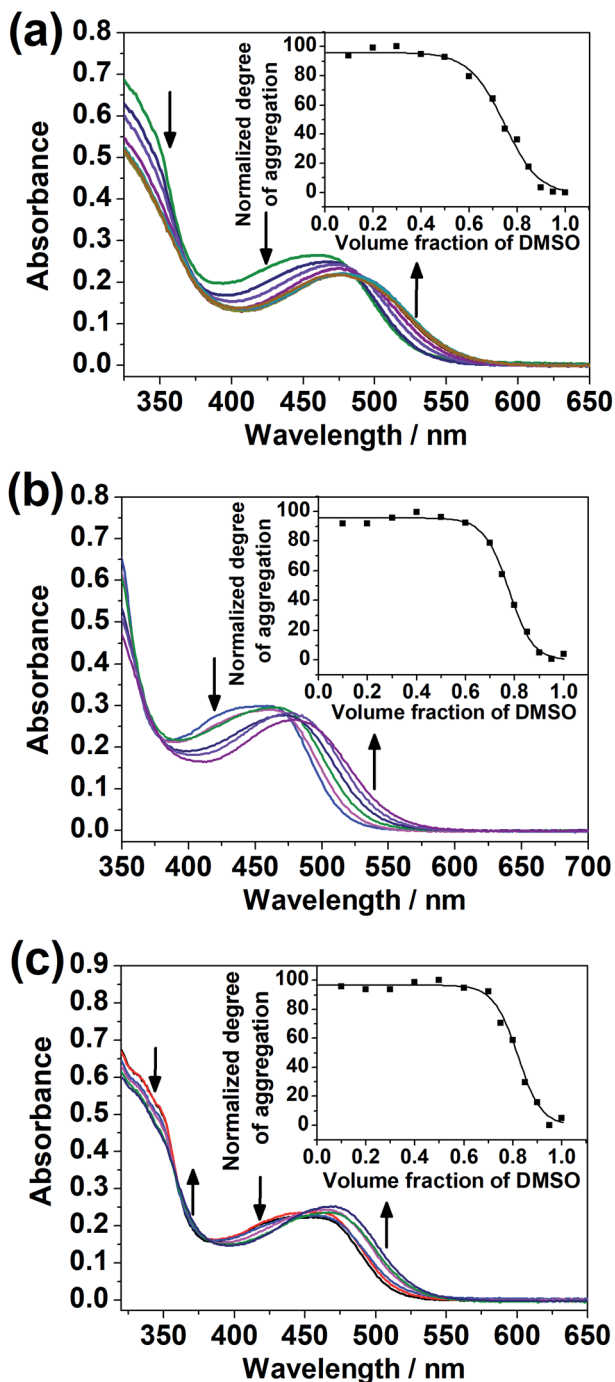 (a)
0.8
0.7
0.6
0.5
0.4
0.3
0.2
0.1
0.0
Absorbance
350 400 450 500 550 600 650
Wavelength / nm
Normalized degree
of aggregation
100
80
60
40
20
0
0.0 0.2 0.4 0.6 0.8 1.0
Volume fraction of DMSO
(b)
0.8
0.7
0.6
0.5
0.4
0.3
0.2
0.1
0.0
Absorbance
350 400 450 500 550 600 650 700
Wavelength / nm
Normalized degree
of aggregation
100
80
60
40
20
0
0.0 0.2 0.4 0.6 0.8 1.0
Volume fraction of DMSO
(c)
0.9
0.8
0.7
0.6
0.5
0.4
0.3
0.2
0.1
0.0
Absorbance
350 400 450 500 550 600 650
Wavelength / nm
Normalized degree
of aggregation
100
80
60
40
20
0
0.0 0.2 0.4 0.6 0.8 1.0
Volume fraction of DMSO